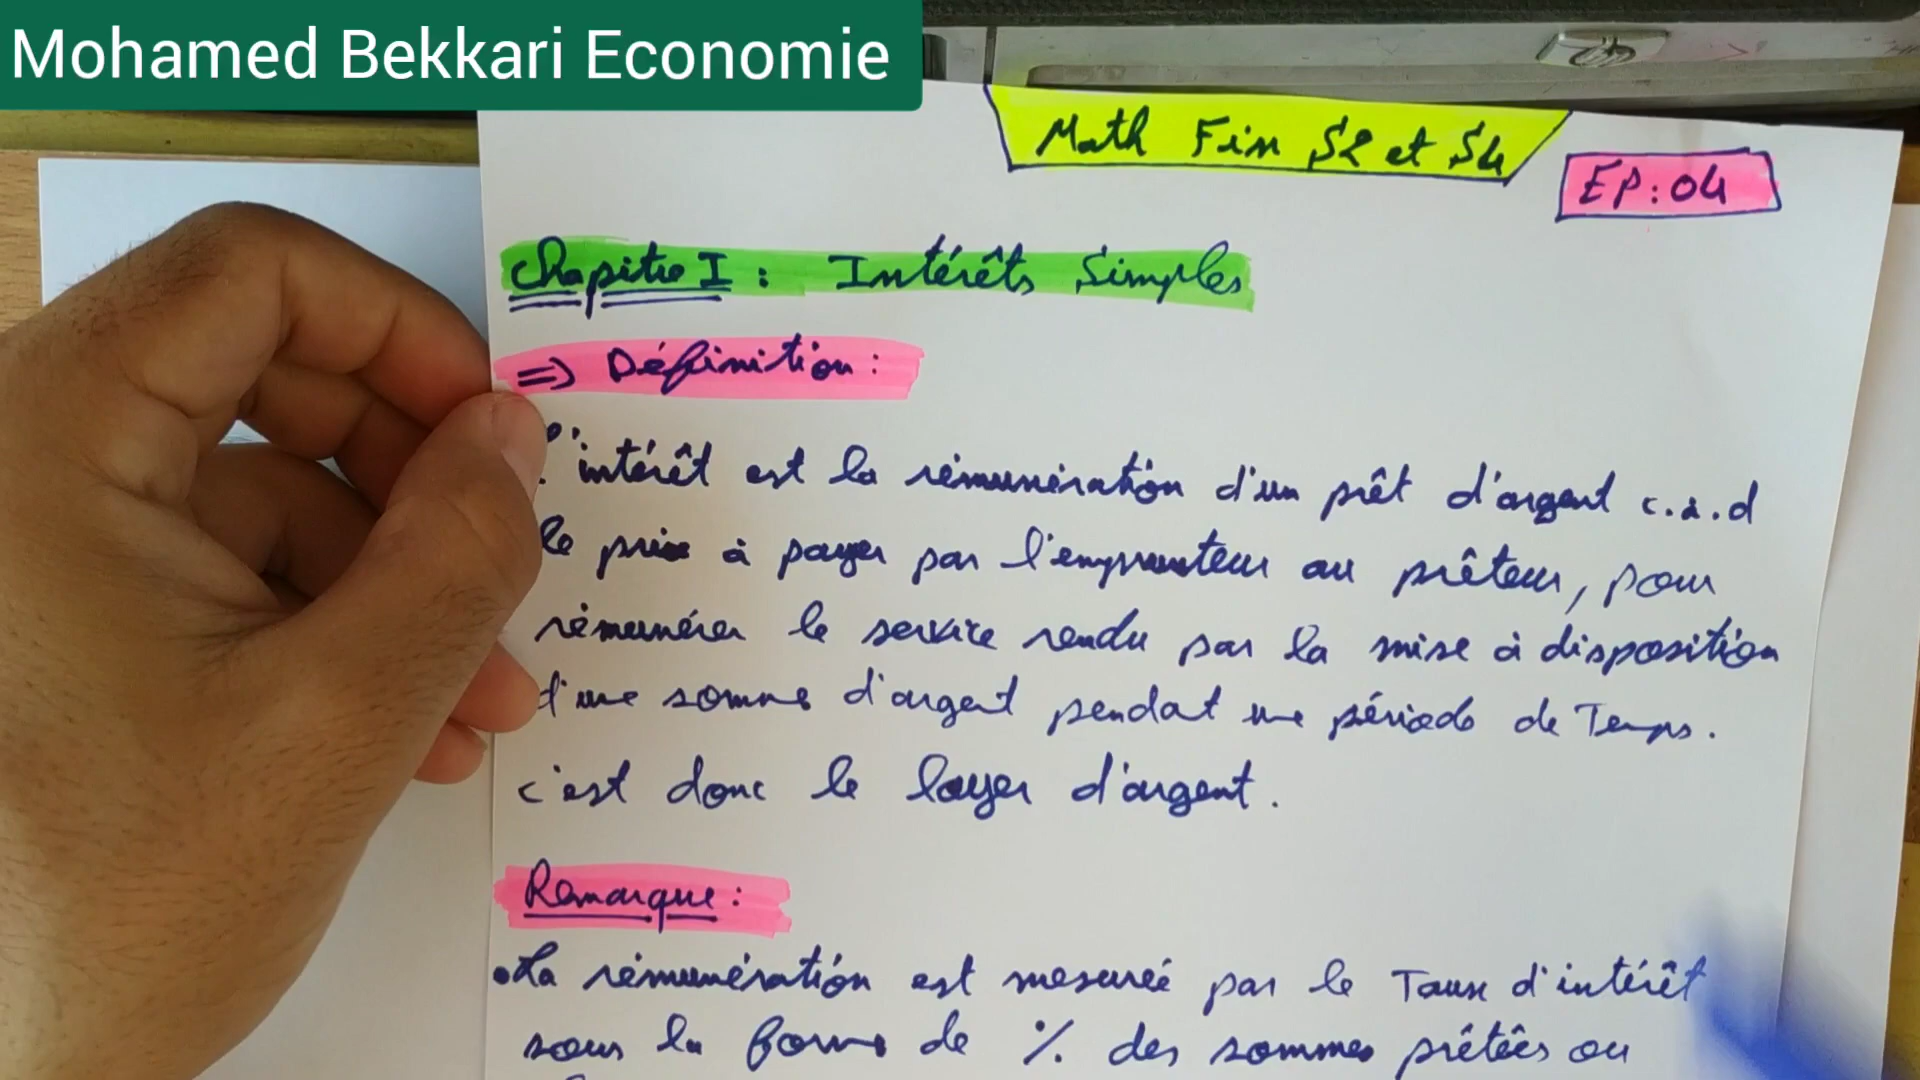 Mohamed Bekkari Economie
Math Fin S2 et S4
EP: 04
Chapitre I : Intérêts Simples
⇒ Définition :
L'intérêt est la rémunération d'un prêt d'argent c.à.d
le prix à payer par l'emprunteur au prêteur, pour
rémunérer le service rendu par la mise à disposition
d'une somme d'argent pendat une période de Temps.
c'est donc le loyer d'argent.
Remarque :
• La rémunération est mesurée par le Taux d'intérêt
sous la forme de % des sommes prêtées ou